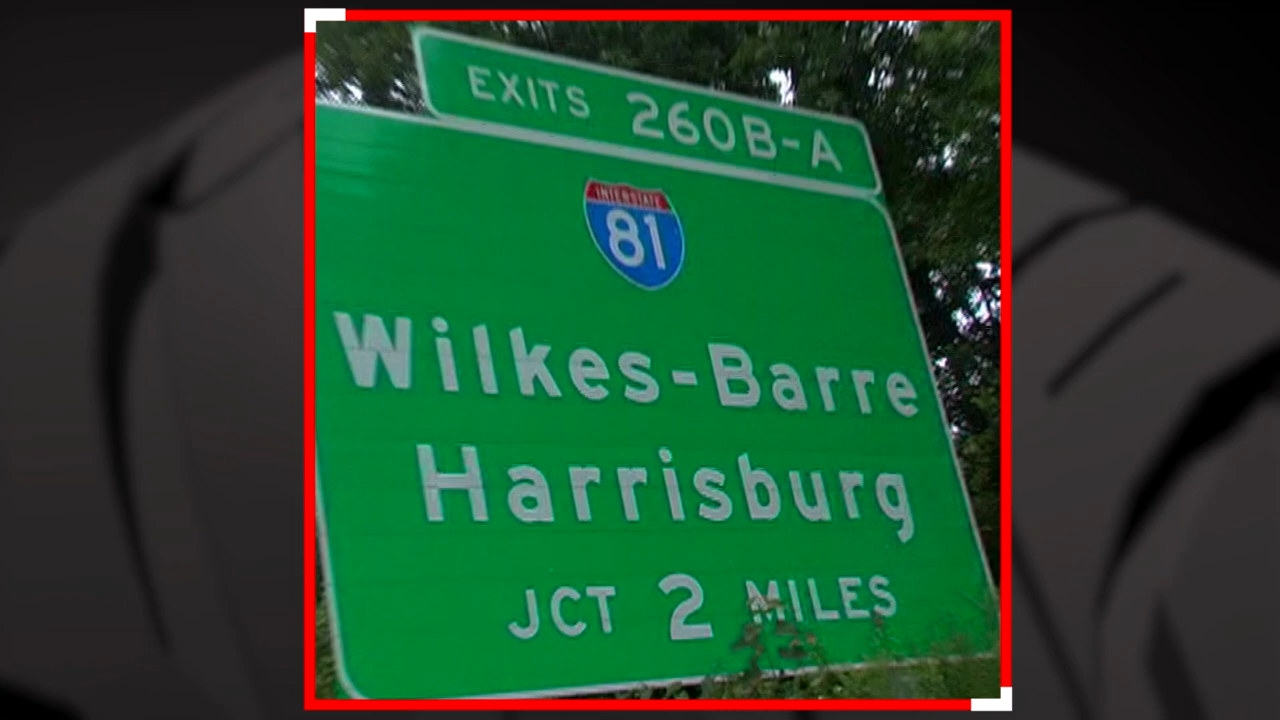 EXITS 260B-A
INTERSTATE
81
Wilkes-Barre
Harrisburg
JCT 2 MILES